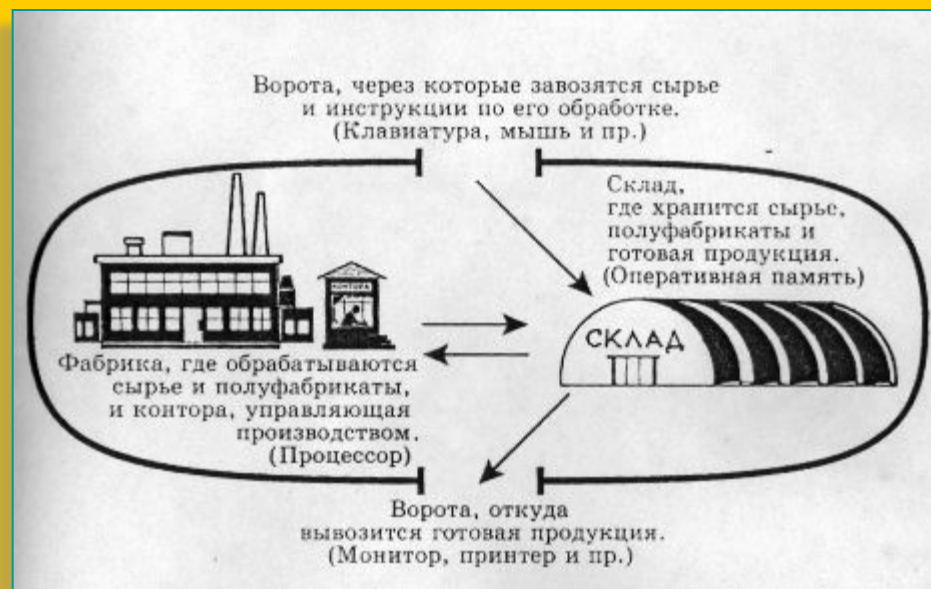 Ворота, через которые завозятся сырье
и инструкции по его обработке.
(Клавиатура, мышь и пр.)
Склад,
где хранится сырье,
полуфабрикаты и
готовая продукция.
(Оперативная память)
КОНТОРА
СКЛАД
Фабрика, где обрабатываются
сырье и полуфабрикаты,
и контора, управляющая
производством.
(Процессор)
Ворота, откуда
вывозится готовая продукция.
(Монитор, принтер и пр.)